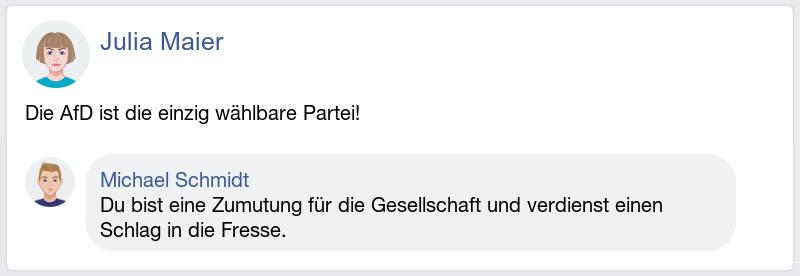 Julia Maier
Die AfD ist die einzig wählbare Partei!
Michael Schmidt
Du bist eine Zumutung für die Gesellschaft und verdienst einen
Schlag in die Fresse.